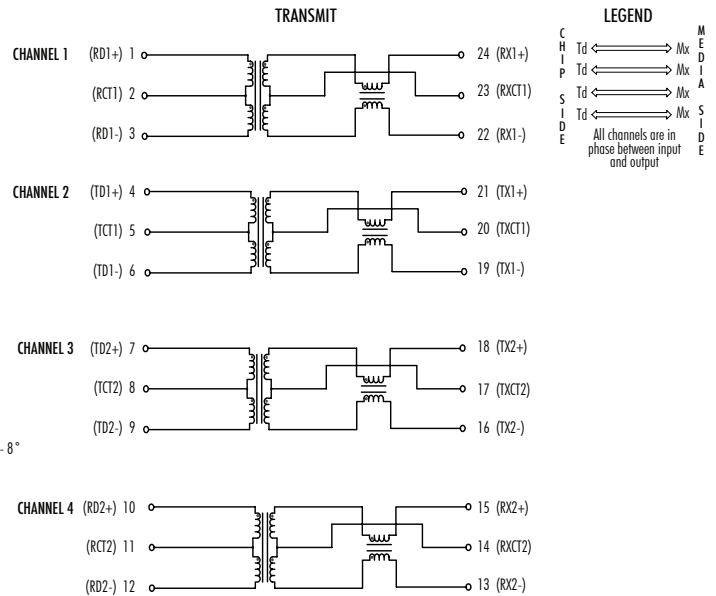 TRANSMIT
LEGEND
CHANNEL 1
(RD1+) 1
24 (RX1+)
(RCT1) 2
23 (RXCT1)
(RD1-) 3
22 (RX1-)
CHIP SIDE
MEDIA SIDE
Td Mx
Td Mx
Td Mx
Td Mx
All channels are in
phase between input
and output
CHANNEL 2
(TD1+) 4
21 (TX1+)
(TCT1) 5
20 (TXCT1)
(TD1-) 6
19 (TX1-)
CHANNEL 3
(TD2+) 7
18 (TX2+)
(TCT2) 8
17 (TXCT2)
(TD2-) 9
16 (TX2-)
- 8°
CHANNEL 4
(RD2+) 10
15 (RX2+)
(RCT2) 11
14 (RXCT2)
(RD2-) 12
13 (RX2-)